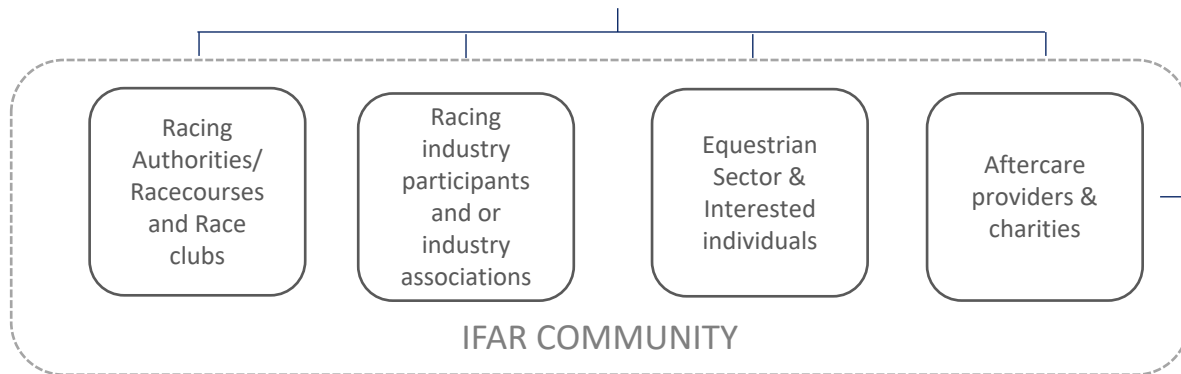 Racing
Authorities/
Racecourses
and Race
clubs
Racing
industry
participants
and or
industry
associations
Equestrian
Sector &
Interested
individuals
Aftercare
providers &
charities
IFAR COMMUNITY